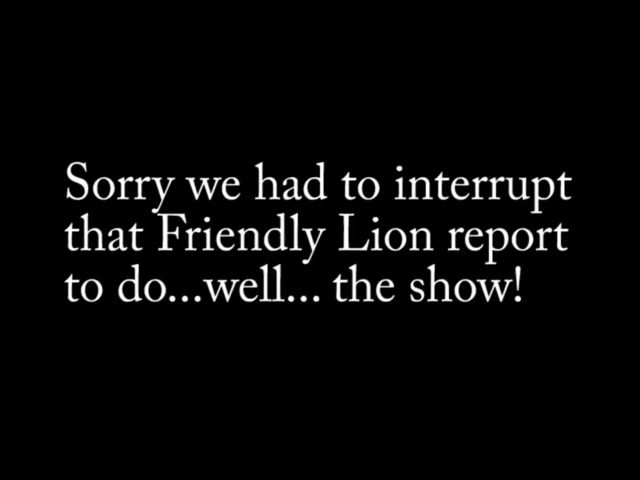 Sorry we had to interrupt
that Friendly Lion report
to do...well... the show!